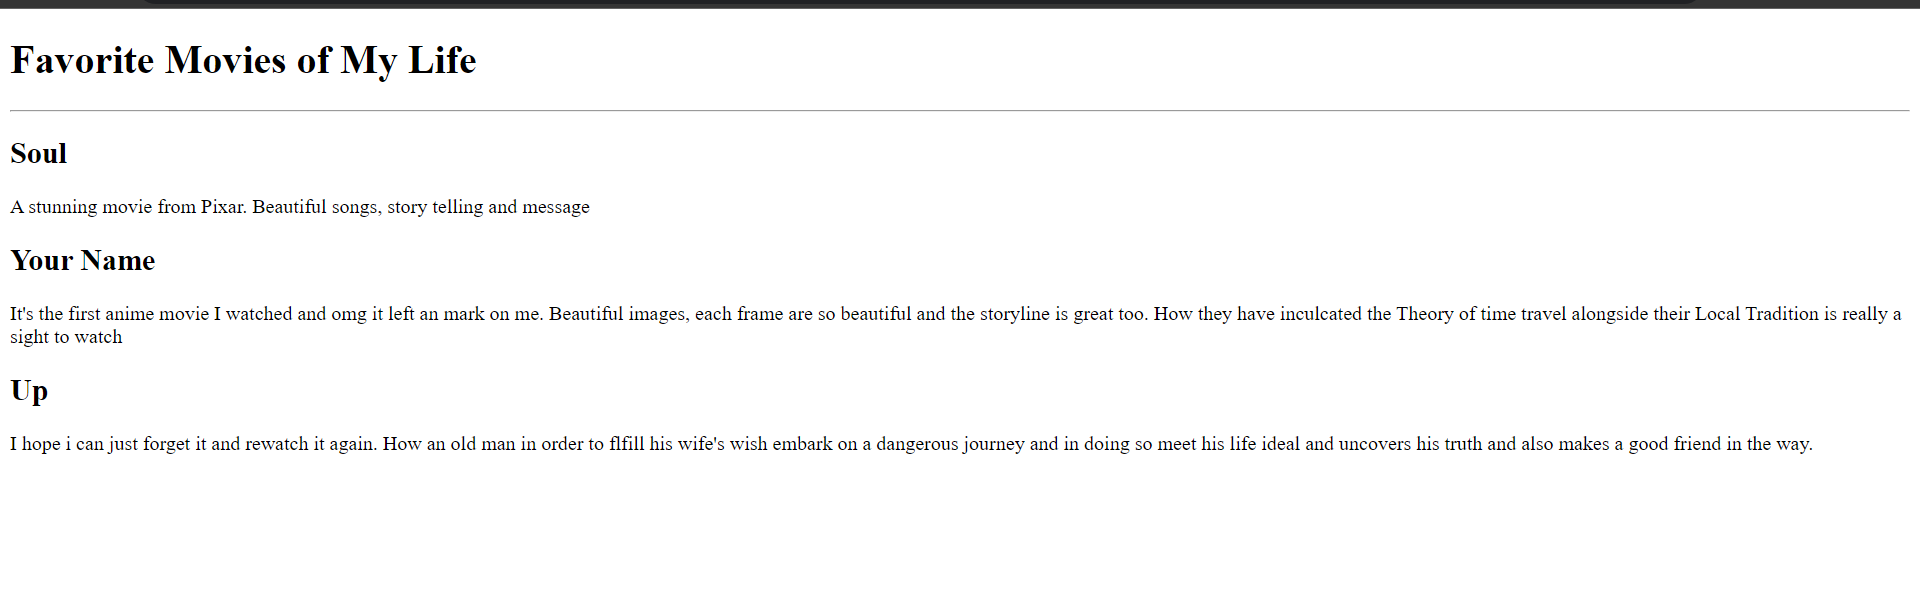 Favorite Movies of My Life
Soul
A stunning movie from Pixar. Beautiful songs, story telling and message
Your Name
It's the first anime movie I watched and omg it left an mark on me. Beautiful images, each frame are so beautiful and the storyline is great too. How they have inculcated the Theory of time travel alongside their Local Tradition is really a
sight to watch
Up
I hope i can just forget it and rewatch it again. How an old man in order to flfill his wife's wish embark on a dangerous journey and in doing so meet his life ideal and uncovers his truth and also makes a good friend in the way.